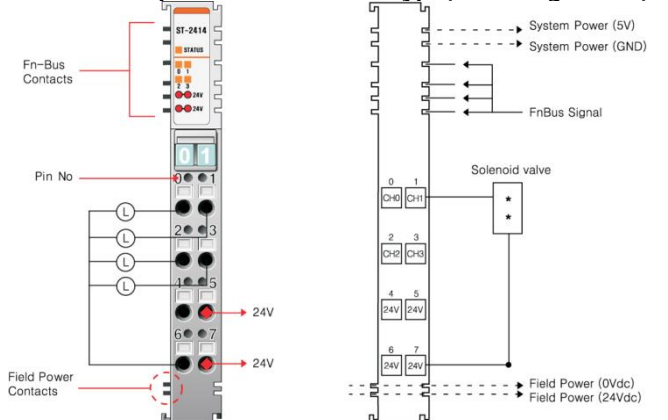 ST-2414
STATUS
0 1
2 3
24V
24V
Fn-Bus
Contacts
01
Pin No
0 1
L
2 3
L
L
4 5
L
24V
6 7
24V
Field Power
Contacts
System Power (5V)
System Power (GND)
FnBus Signal
Solenoid valve
0 1
CH0 CH1
*
*
2 3
CH2 CH3
4 5
24V 24V
6 7
24V 24V
Field Power (0Vdc)
Field Power (24Vdc)